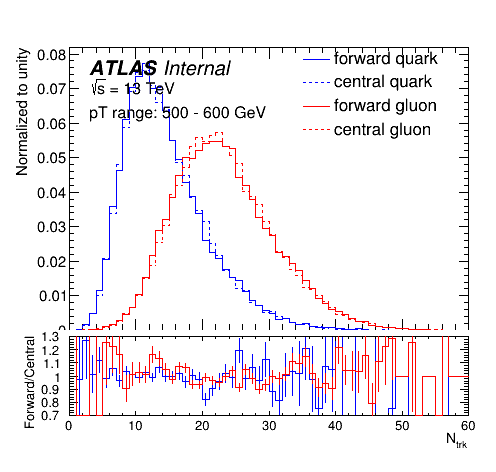 ATLAS Internal
√s = 13 TeV
pT range: 500 - 600 GeV
forward quark
central quark
forward gluon
central gluon
Normalized to unity
0.08
0.07
0.06
0.05
0.04
0.03
0.02
0.01
0
Forward/Central
1.3
1.2
1.1
1
0.9
0.8
0.7
0 10 20 30 40 50 60
N_trk